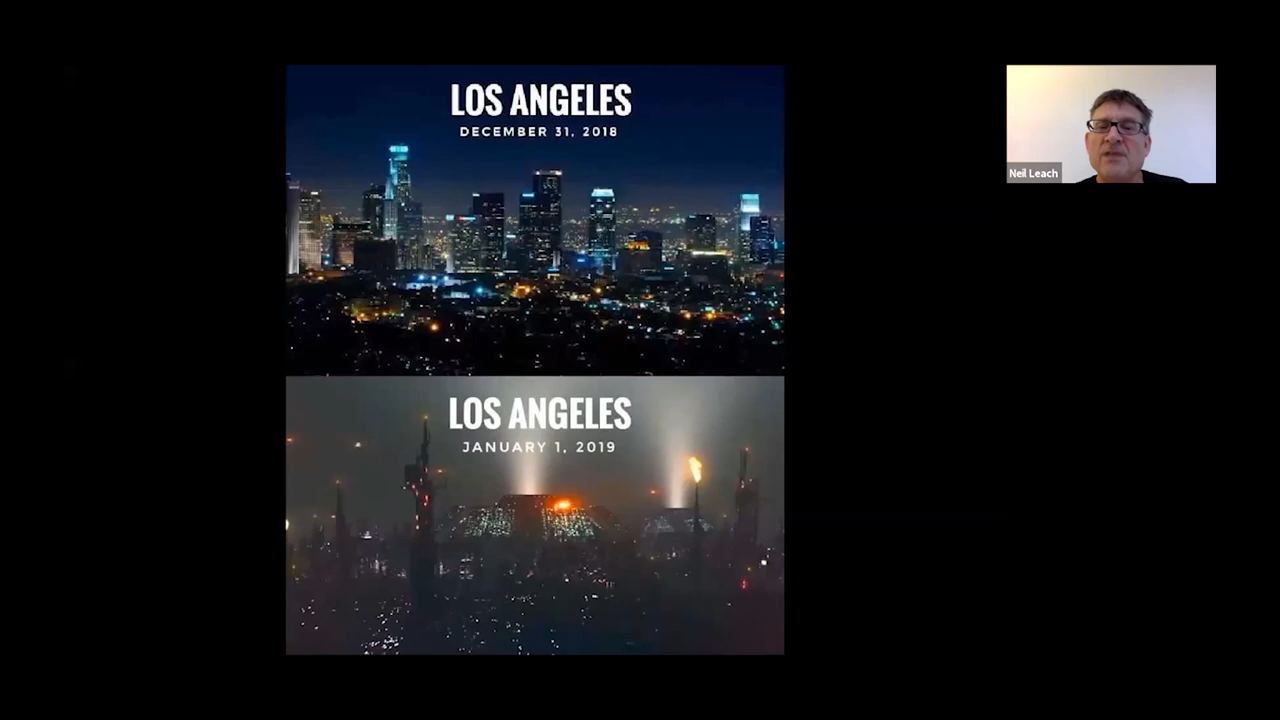 LOS ANGELES
DECEMBER 31, 2018
Neil Leach
LOS ANGELES
JANUARY 1, 2019